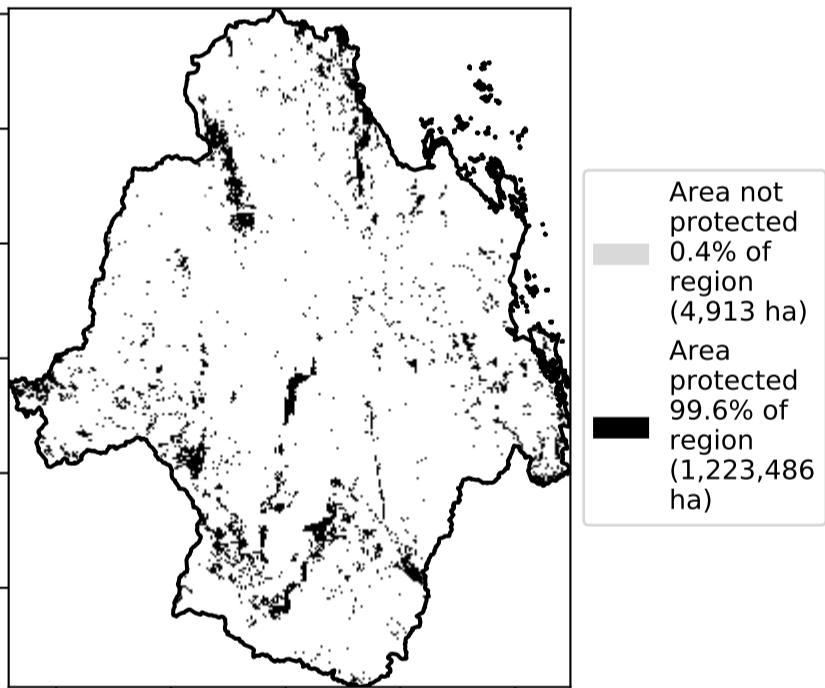 Area not
protected
0.4% of
region
(4,913 ha)
Area
protected
99.6% of
region
(1,223,486
ha)